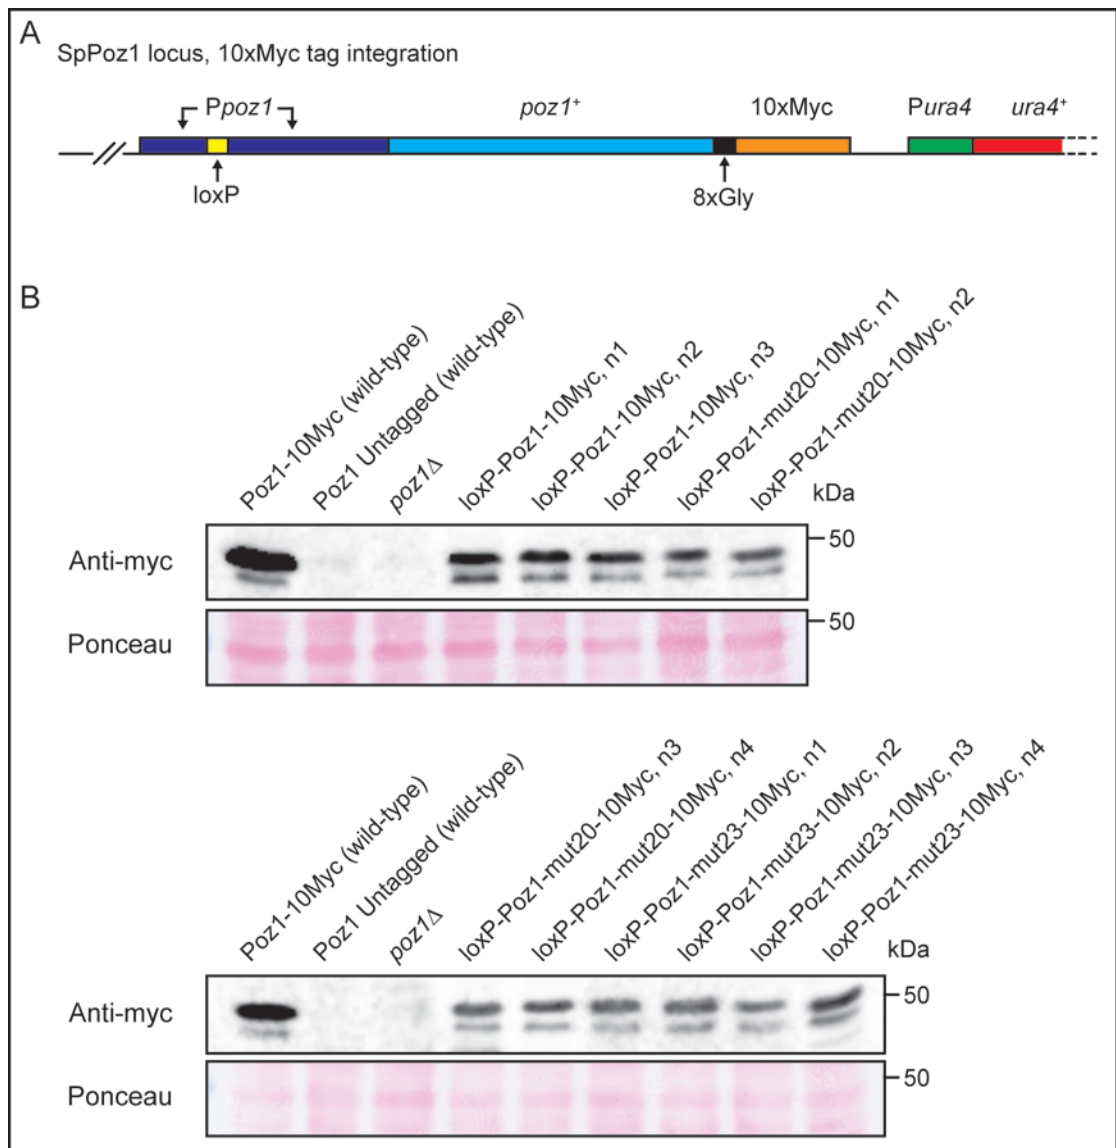 A
SpPoz1 locus, 10xMyc tag integration
Ppoz1
poz1⁺
10xMyc
Pura4
ura4⁺
loxP
8xGly
B
Poz1-10Myc (wild-type)
Poz1 Untagged (wild-type)
poz1Δ
loxP-Poz1-10Myc, n1
loxP-Poz1-10Myc, n2
loxP-Poz1-10Myc, n3
loxP-Poz1-mut20-10Myc, n1
loxP-Poz1-mut20-10Myc, n2
kDa
Anti-myc
50
Ponceau
50
Poz1-10Myc (wild-type)
Poz1 Untagged (wild-type)
poz1Δ
loxP-Poz1-mut20-10Myc, n3
loxP-Poz1-mut20-10Myc, n4
loxP-Poz1-mut23-10Myc, n1
loxP-Poz1-mut23-10Myc, n2
loxP-Poz1-mut23-10Myc, n3
loxP-Poz1-mut23-10Myc, n4
kDa
Anti-myc
50
Ponceau
50